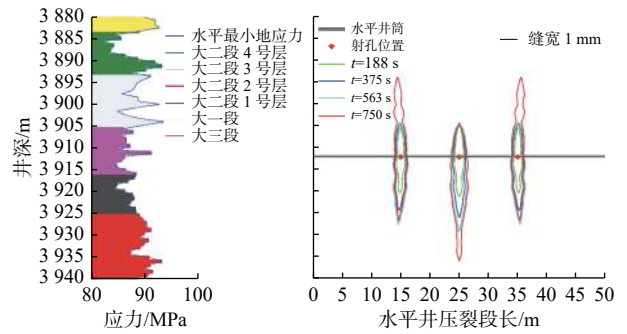 3 880
3 885
3 890
3 895
3 900
3 905
3 910
3 915
3 920
3 925
3 930
3 935
3 940
井深/m
80 90 100
应力/MPa
水平最小地应力
大二段 4 号层
大二段 3 号层
大二段 2 号层
大二段 1 号层
大一段
大三段
水平井筒
射孔位置
t=188 s
t=375 s
t=563 s
t=750 s
缝宽 1 mm
0 5 10 15 20 25 30 35 40 45 50
水平井压裂段长/m